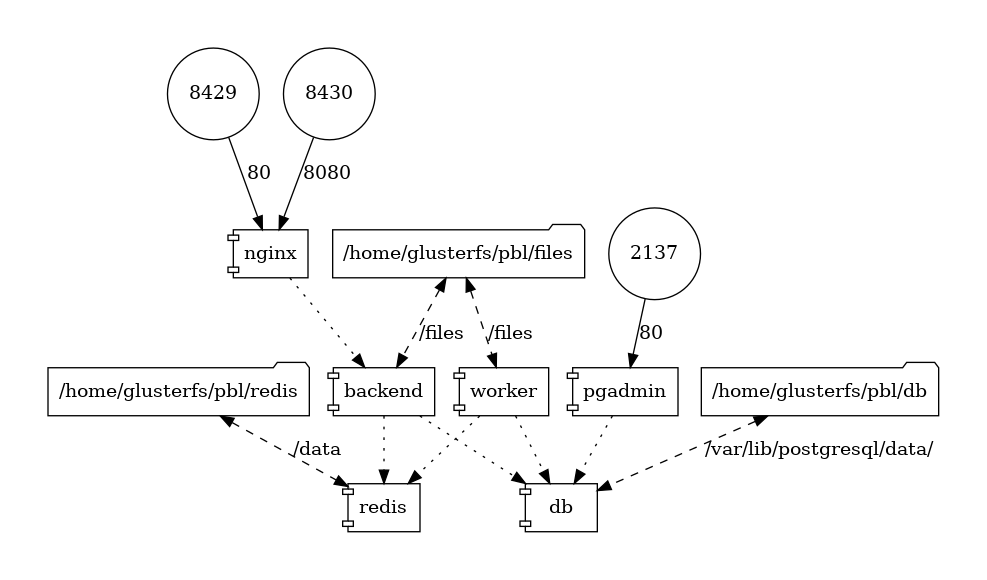 8429
8430
80
8080
nginx
/home/glusterfs/pbl/files
2137
/files
/files
80
/home/glusterfs/pbl/redis
backend
worker
pgadmin
/home/glusterfs/pbl/db
/data
/var/lib/postgresql/data/
redis
db